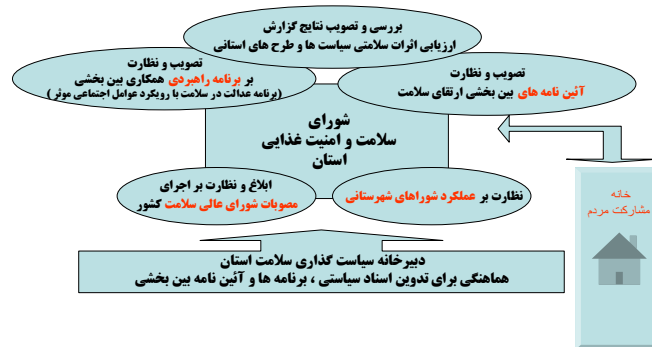 بررسی و تصویب نتایج گزارش
ارزیابی اثرات سلامتی سیاست ها و طرح های استانی
تصویب و نظارت
آئین نامه های بین بخشی ارتقای سلامت
تصویب و نظارت
بر برنامه راهبردی همکاری بین بخشی
(برنامه عدالت در سلامت با رویکرد عوامل اجتماعی موثر )
شورای
سلامت و امنیت غذایی
استان
نظارت بر عملکرد شوراهای شهرستانی
ابلاغ و نظارت بر اجرای
مصوبات شورای عالی سلامت کشور
خانه
مشارکت مردم
دبیرخانه سیاست گذاری سلامت استان
هماهنگی برای تدوین اسناد سیاستی ، برنامه ها و آئین نامه بین بخشی